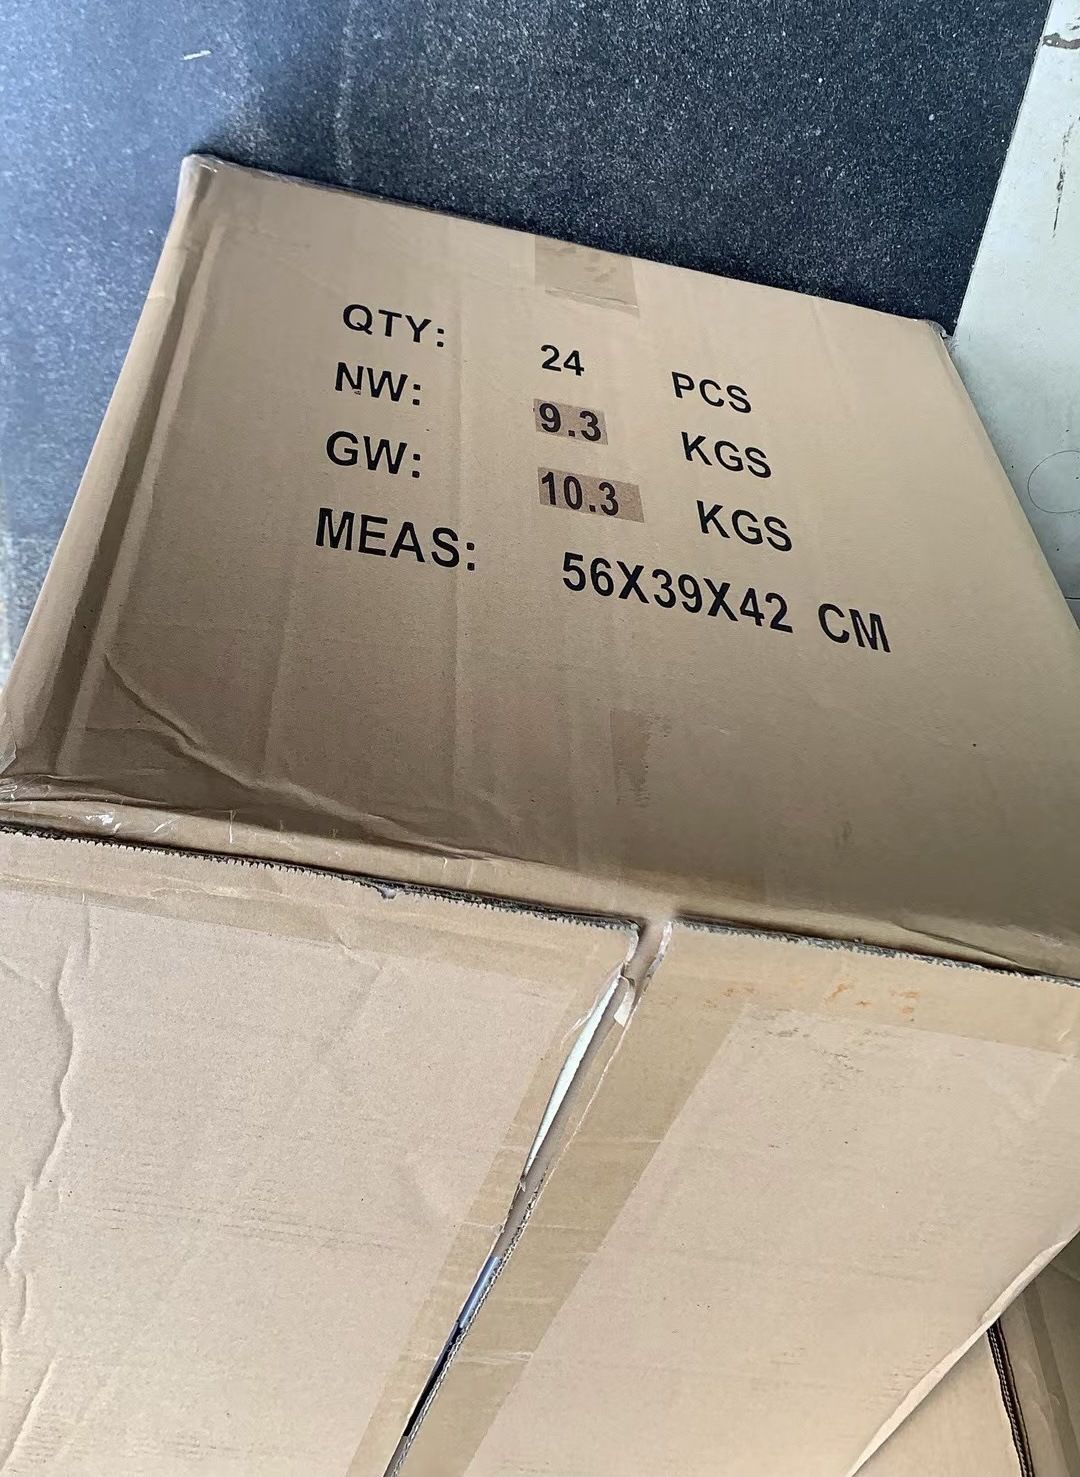 QTY: 24 PCS
NW: 9.3 KGS
GW: 10.3 KGS
MEAS: 56X39X42 CM